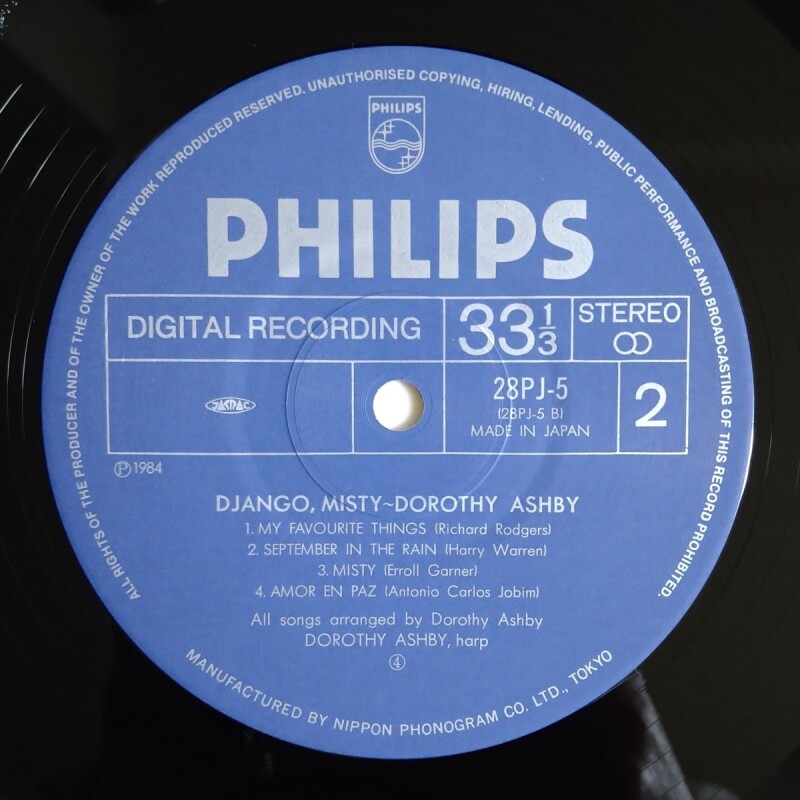 ALL RIGHTS OF THE PRODUCER AND OF THE OWNER OF THE WORK REPRODUCED RESERVED. UNAUTHORISED COPYING, HIRING, LENDING, PUBLIC PERFORMANCE AND BROADCASTING OF THIS RECORD PROHIBITED.
PHILIPS
PHILIPS
DIGITAL RECORDING
33 1/3
STEREO
JASRAC
28PJ-5
(28PJ-5 B)
MADE IN JAPAN
2
Ⓟ 1984
DJANGO, MISTY~DOROTHY ASHBY
1. MY FAVOURITE THINGS (Richard Rodgers)
2. SEPTEMBER IN THE RAIN (Harry Warren)
3. MISTY (Erroll Garner)
4. AMOR EN PAZ (Antonio Carlos Jobim)
All songs arranged by Dorothy Ashby
DOROTHY ASHBY, harp
④
MANUFACTURED BY NIPPON PHONOGRAM CO. LTD., TOKYO